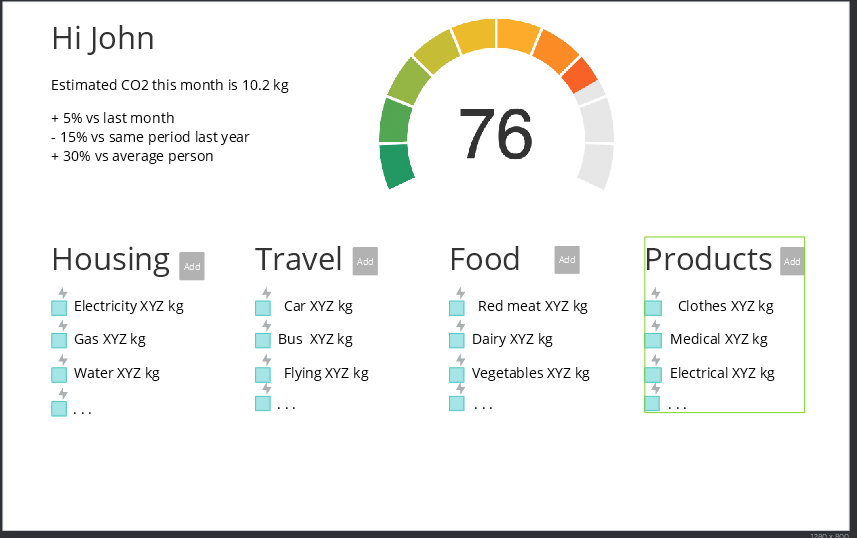 Hi John
Estimated CO2 this month is 10.2 kg
+ 5% vs last month
- 15% vs same period last year
+ 30% vs average person
76
Housing Add
Electricity XYZ kg
Gas XYZ kg
Water XYZ kg
. . .
Travel Add
Car XYZ kg
Bus XYZ kg
Flying XYZ kg
. . .
Food Add
Red meat XYZ kg
Dairy XYZ kg
Vegetables XYZ kg
. . .
Products Add
Clothes XYZ kg
Medical XYZ kg
Electrical XYZ kg
. . .
1280 x 800